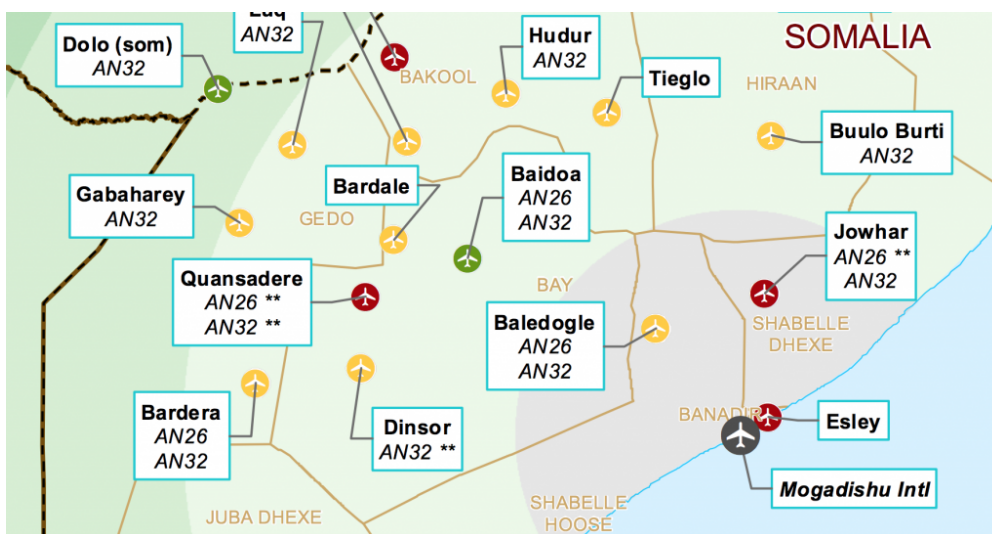 Luq
AN32
Dolo (som)
AN32
BAKOOL
Hudur
AN32
Tieglo
SOMALIA
HIRAAN
Buulo Burti
AN32
Gabaharey
AN32
GEDO
Bardale
Baidoa
AN26
AN32
Jowhar
AN26 **
AN32
Quansadere
AN26 **
AN32 **
BAY
Baledogle
AN26
AN32
SHABELLE
DHEXE
Bardera
AN26
AN32
Dinsor
AN32 **
Esley
Mogadishu Intl
JUBA DHEXE
SHABELLE
HOOSE